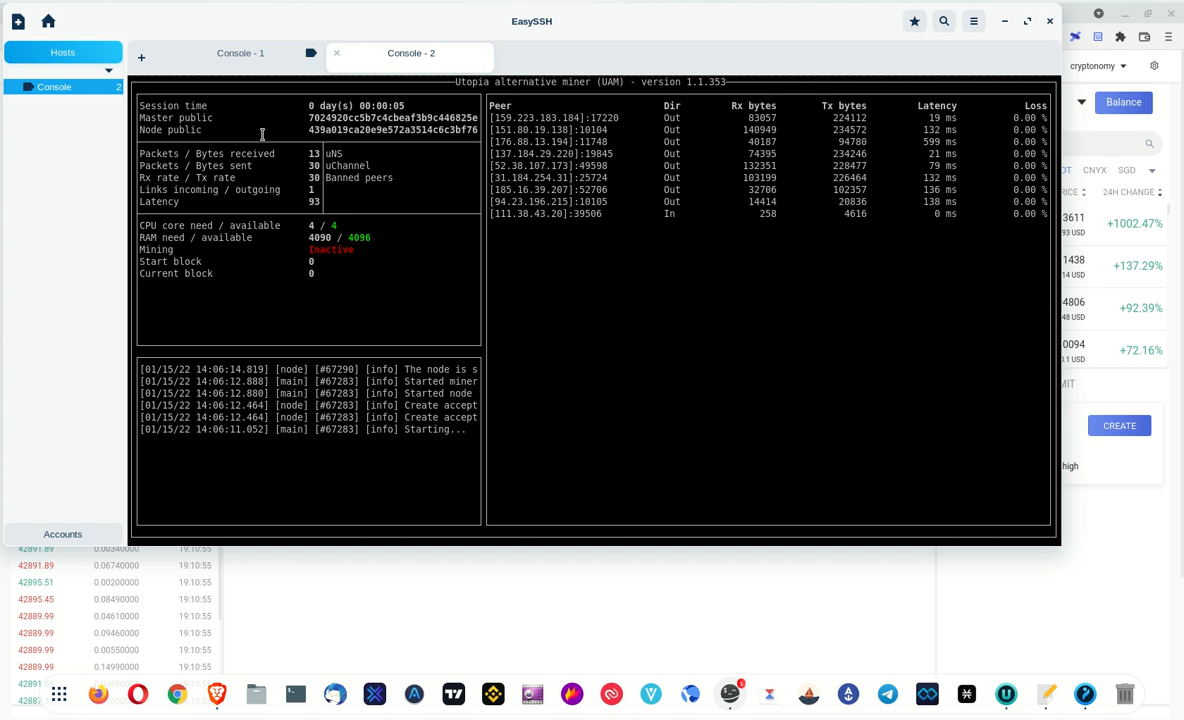 EasySSH
Hosts
Console - 1
Console - 2
Console 2
Accounts
Utopia alternative miner (UAM) - version 1.1.353
Session time 0 day(s) 00:00:05
Master public 7024920cc5b7c4cbeaf3b9c446825e
Node public 439a019ca20e9e572a3514c6c3bf76
Packets / Bytes received 13 uNS
Packets / Bytes sent 30 uChannel
Rx rate / Tx rate 30 Banned peers
Links incoming / outgoing 1
Latency 93
CPU core need / available 4 / 4
RAM need / available 4090 / 4096
Mining Inactive
Start block 0
Current block 0
[01/15/22 14:06:14.819] [node] [#67290] [info] The node is s
[01/15/22 14:06:12.888] [main] [#67283] [info] Started miner
[01/15/22 14:06:12.880] [main] [#67283] [info] Started node
[01/15/22 14:06:12.464] [node] [#67283] [info] Create accept
[01/15/22 14:06:12.464] [node] [#67283] [info] Create accept
[01/15/22 14:06:11.052] [main] [#67283] [info] Starting...
Peer Dir Rx bytes Tx bytes Latency Loss
[159.223.183.184]:17220 Out 83057 224112 19 ms 0.00 %
[151.80.19.138]:10104 Out 140949 234572 132 ms 0.00 %
[176.88.13.194]:11748 Out 40187 94780 599 ms 0.00 %
[137.184.29.220]:19845 Out 74395 234246 21 ms 0.00 %
[52.38.107.173]:49598 Out 132351 228477 79 ms 0.00 %
[31.184.254.31]:25724 Out 103199 226464 132 ms 0.00 %
[185.16.39.207]:52706 Out 32706 102357 136 ms 0.00 %
[94.23.196.215]:10105 Out 14414 20836 138 ms 0.00 %
[111.38.43.20]:39506 In 258 4616 0 ms 0.00 %
cryptonomy
Balance
CNYX SGD
24H CHANGE
3611 +1002.47%
93 USD
1438 +137.29%
14 USD
4806 +92.39%
48 USD
0094 +72.16%
0.1 USD
MIT
CREATE
high
42891.89 0.00340000 19:10:55
42891.89 0.06740000 19:10:55
42895.51 0.00200000 19:10:55
42895.45 0.08490000 19:10:55
42889.99 0.04610000 19:10:55
42889.99 0.09460000 19:10:55
42889.99 0.00550000 19:10:55
42889.99 0.14990000 19:10:55